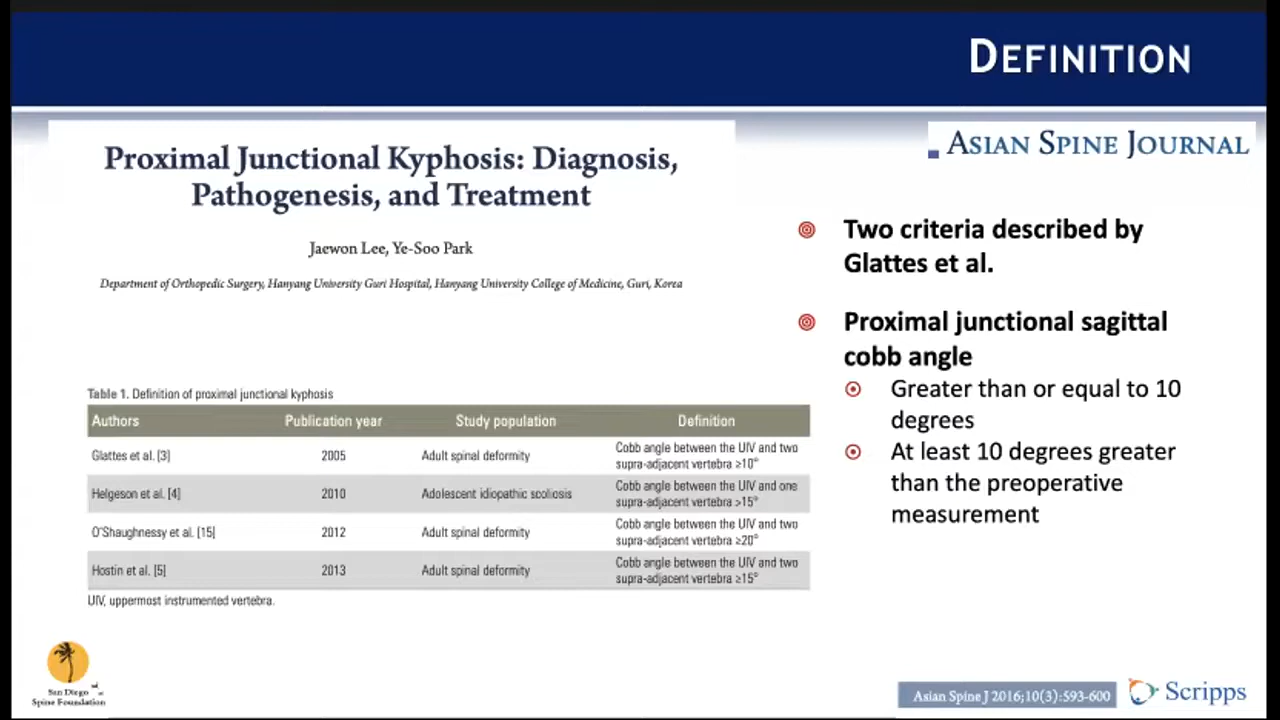 DEFINITION
Proximal Junctional Kyphosis: Diagnosis,
Pathogenesis, and Treatment
Jaewon Lee, Ye-Soo Park
Department of Orthopedic Surgery, Hanyang University Guri Hospital, Hanyang University College of Medicine, Guri, Korea
ASIAN SPINE JOURNAL
Two criteria described by
Glattes et al.
Proximal junctional sagittal
cobb angle
Greater than or equal to 10
degrees
At least 10 degrees greater
than the preoperative
measurement
Table 1. Definition of proximal junctional kyphosis
Authors Publication year Study population Definition
Glattes et al. [3] 2005 Adult spinal deformity Cobb angle between the UIV and two
supra-adjacent vertebra ≥10°
Helgeson et al. [4] 2010 Adolescent idiopathic scoliosis Cobb angle between the UIV and one
supra-adjacent vertebra >15°
O'Shaughnessy et al. [15] 2012 Adult spinal deformity Cobb angle between the UIV and two
supra-adjacent vertebra ≥20°
Hostin et al. [5] 2013 Adult spinal deformity Cobb angle between the UIV and two
supra-adjacent vertebra ≥15°
UIV, uppermost instrumented vertebra.
San Diego
Spine Foundation
Asian Spine J 2016;10(3):593-600
Scripps